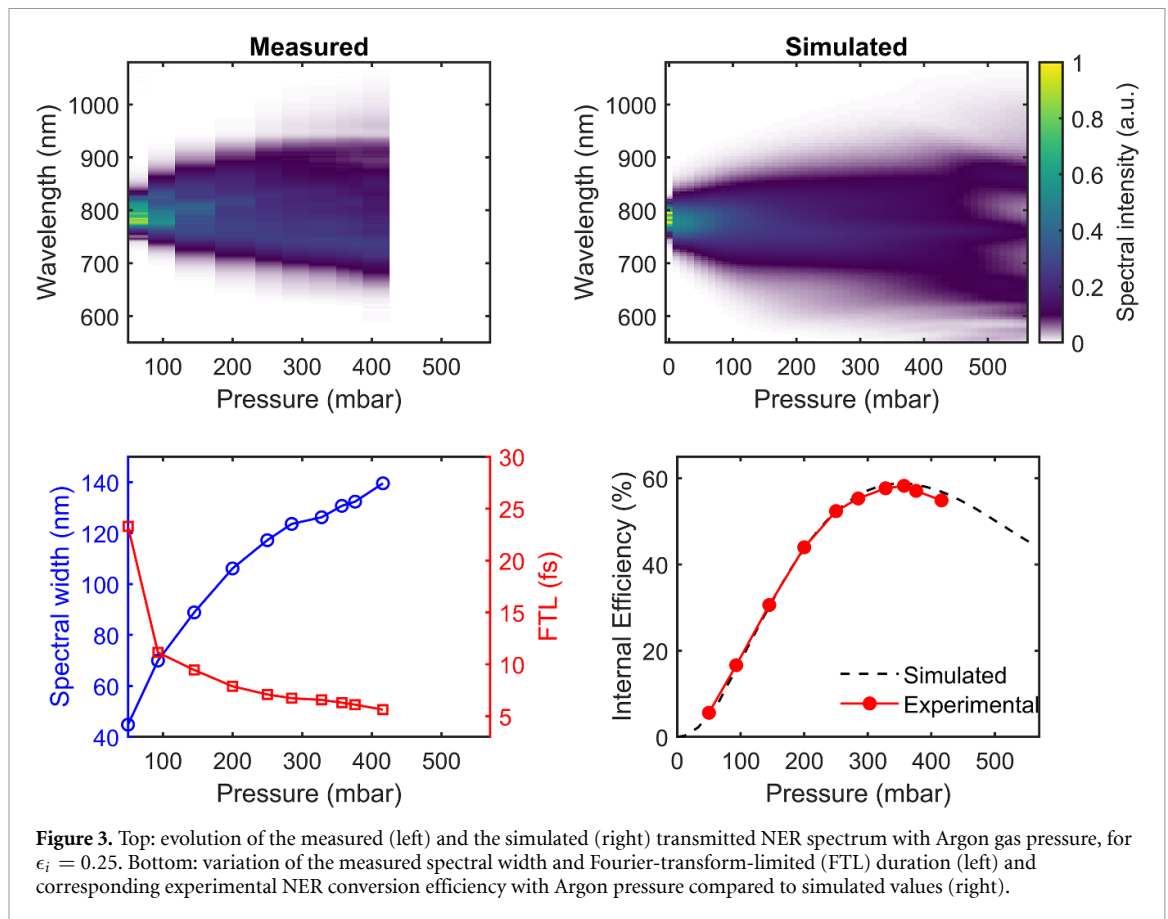 Measured
Simulated
Wavelength (nm)
1000
900
800
700
600
100 200 300 400 500
Pressure (mbar)
Wavelength (nm)
1000
900
800
700
600
0 100 200 300 400 500
Pressure (mbar)
1
0.8
0.6
0.4
0.2
0
Spectral intensity (a.u.)
Spectral width (nm)
140
120
100
80
60
40
100 200 300 400 500
Pressure (mbar)
30
25
20
15
10
5
FTL (fs)
Internal Efficiency (%)
60
40
20
0
0 100 200 300 400 500
Pressure (mbar)
Simulated
Experimental
Figure 3. Top: evolution of the measured (left) and the simulated (right) transmitted NER spectrum with Argon gas pressure, for
ϵᵢ = 0.25. Bottom: variation of the measured spectral width and Fourier-transform-limited (FTL) duration (left) and
corresponding experimental NER conversion efficiency with Argon pressure compared to simulated values (right).